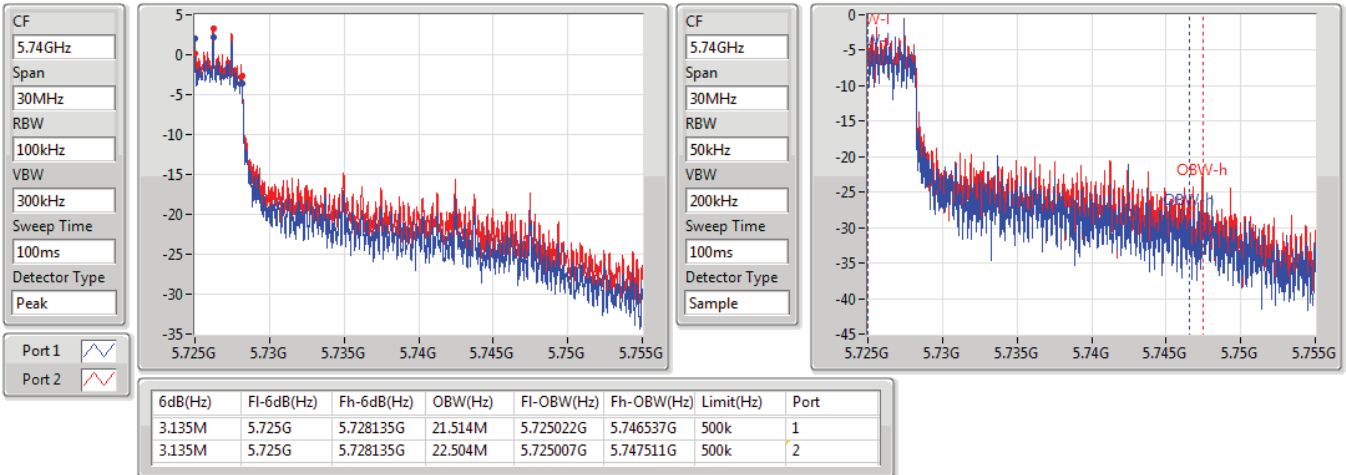 CF
5.74GHz
Span
30MHz
RBW
100kHz
VBW
300kHz
Sweep Time
100ms
Detector Type
Peak
Port 1
Port 2
5
0
-5
-10
-15
-20
-25
-30
-35
5.725G 5.73G 5.735G 5.74G 5.745G 5.75G 5.755G
CF
5.74GHz
Span
30MHz
RBW
50kHz
VBW
200kHz
Sweep Time
100ms
Detector Type
Sample
0
-5
-10
-15
-20
-25
-30
-35
-40
-45
W-l
OBW-h
OBW-h
5.725G 5.73G 5.735G 5.74G 5.745G 5.75G 5.755G
6dB(Hz) Fl-6dB(Hz) Fh-6dB(Hz) OBW(Hz) Fl-OBW(Hz) Fh-OBW(Hz) Limit(Hz) Port
3.135M 5.725G 5.728135G 21.514M 5.725022G 5.746537G 500k 1
3.135M 5.725G 5.728135G 22.504M 5.725007G 5.747511G 500k 2